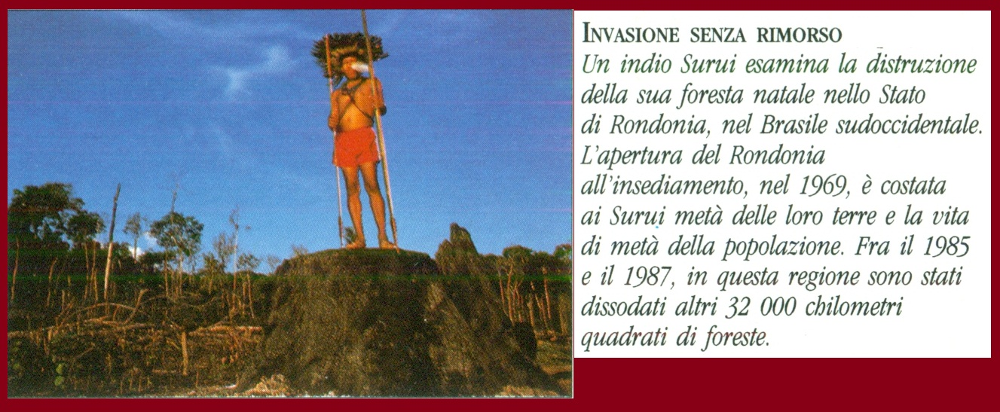 INVASIONE SENZA RIMORSO
Un indio Surui esamina la distruzione
della sua foresta natale nello Stato
di Rondonia, nel Brasile sudoccidentale.
L'apertura del Rondonia
all'insediamento, nel 1969, è costata
ai Surui metà delle loro terre e la vita
di metà della popolazione. Fra il 1985
e il 1987, in questa regione sono stati
dissodati altri 32 000 chilometri
quadrati di foreste.